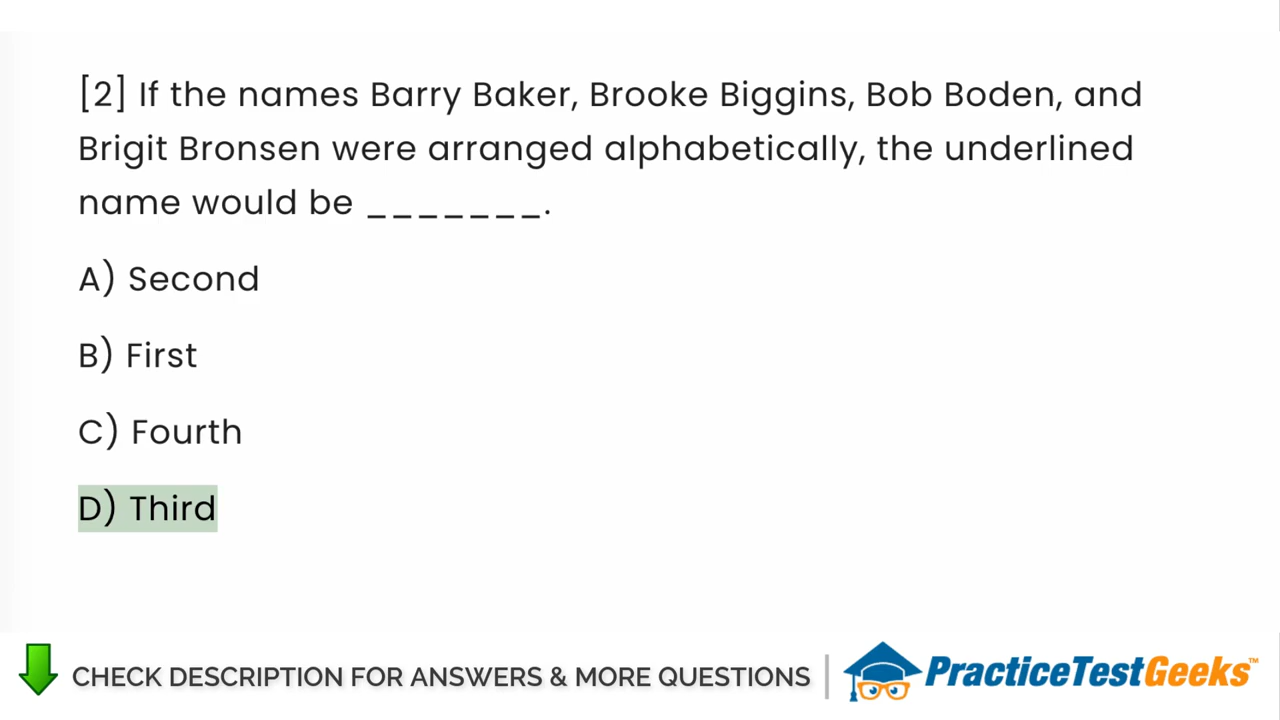 [2] If the names Barry Baker, Brooke Biggins, Bob Boden, and
Brigit Bronsen were arranged alphabetically, the underlined
name would be _______.
A) Second
B) First
C) Fourth
D) Third
CHECK DESCRIPTION FOR ANSWERS & MORE QUESTIONS | PracticeTestGeeks™